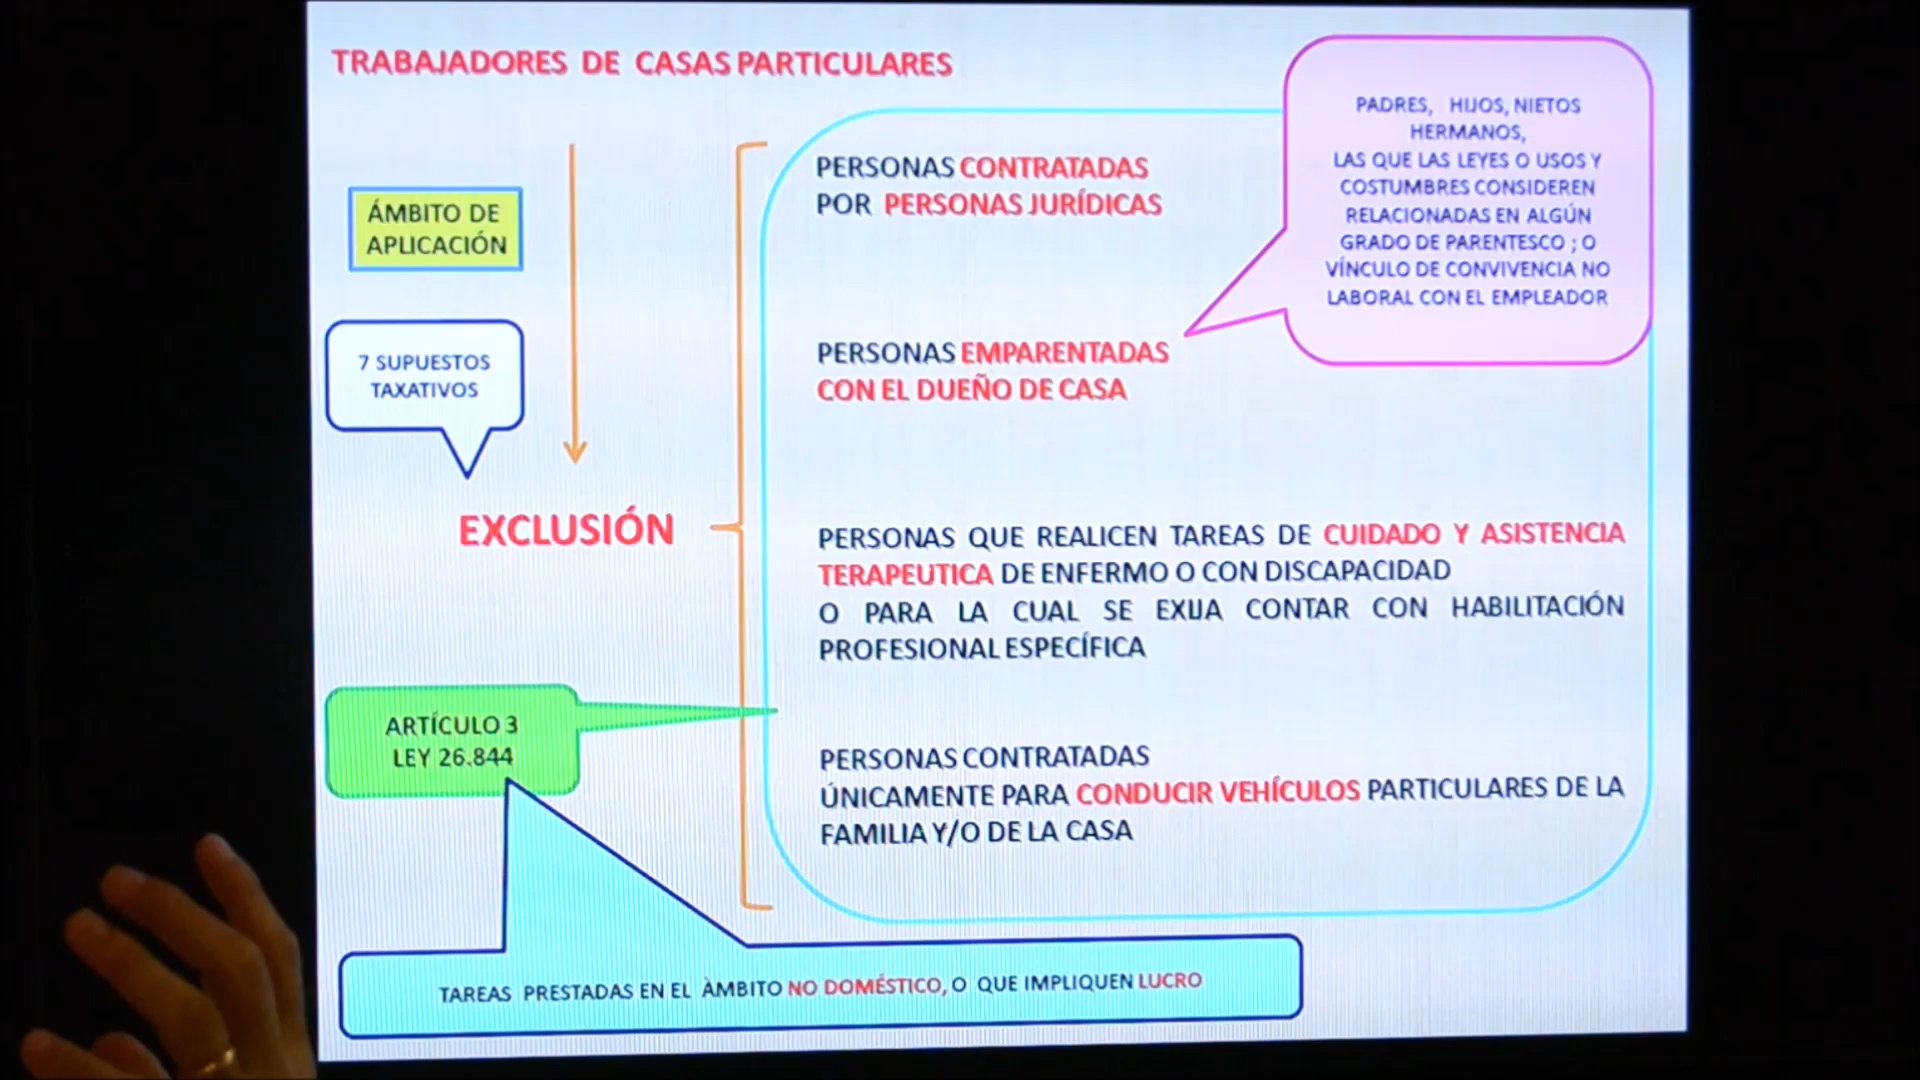 TRABAJADORES DE CASAS PARTICULARES
ÁMBITO DE
APLICACIÓN
7 SUPUESTOS
TAXATIVOS
EXCLUSIÓN
ARTÍCULO 3
LEY 26.844
PERSONAS CONTRATADAS
POR PERSONAS JURÍDICAS
PADRES, HIJOS, NIETOS
HERMANOS,
LAS QUE LAS LEYES O USOS Y
COSTUMBRES CONSIDEREN
RELACIONADAS EN ALGÚN
GRADO DE PARENTESCO ; O
VÍNCULO DE CONVIVENCIA NO
LABORAL CON EL EMPLEADOR
PERSONAS EMPARENTADAS
CON EL DUEÑO DE CASA
PERSONAS QUE REALICEN TAREAS DE CUIDADO Y ASISTENCIA
TERAPEUTICA DE ENFERMO O CON DISCAPACIDAD
O PARA LA CUAL SE EXIJA CONTAR CON HABILITACIÓN
PROFESIONAL ESPECÍFICA
PERSONAS CONTRATADAS
ÚNICAMENTE PARA CONDUCIR VEHÍCULOS PARTICULARES DE LA
FAMILIA Y/O DE LA CASA
TAREAS PRESTADAS EN EL ÀMBITO NO DOMÉSTICO, O QUE IMPLIQUEN LUCRO